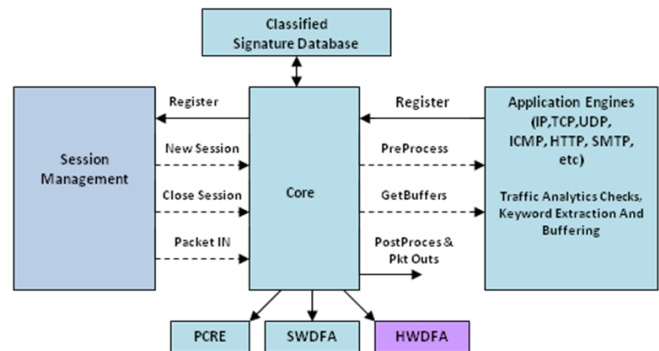 Classified
Signature Database
Register
Register
Application Engines
(IP,TCP,UDP,
ICMP, HTTP, SMTP,
etc)
New Session
PreProcess
Session
Management
Core
Close Session
GetBuffers
Traffic Analytics Checks,
Keyword Extraction And
Buffering
Packet IN
PostProces &
Pkt Outs
PCRE
SWDFA
HWDFA